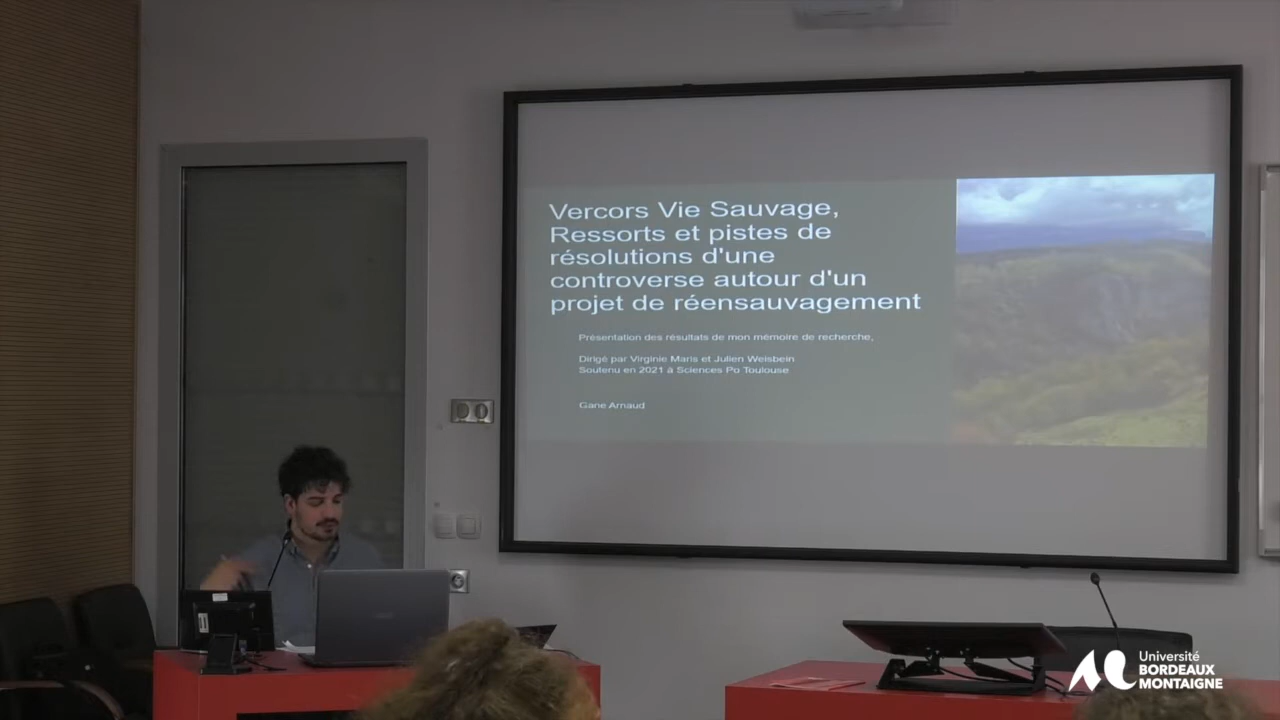 Vercors Vie Sauvage,
Ressorts et pistes de
résolutions d'une
controverse autour d'un
projet de réensauvagement
Présentation des résultats de mon mémoire de recherche,
Dirigé par Virginie Maris et Julien Weisbein
Soutenu en 2021 à Sciences Po Toulouse
Gane Arnaud
Université
BORDEAUX
MONTAIGNE